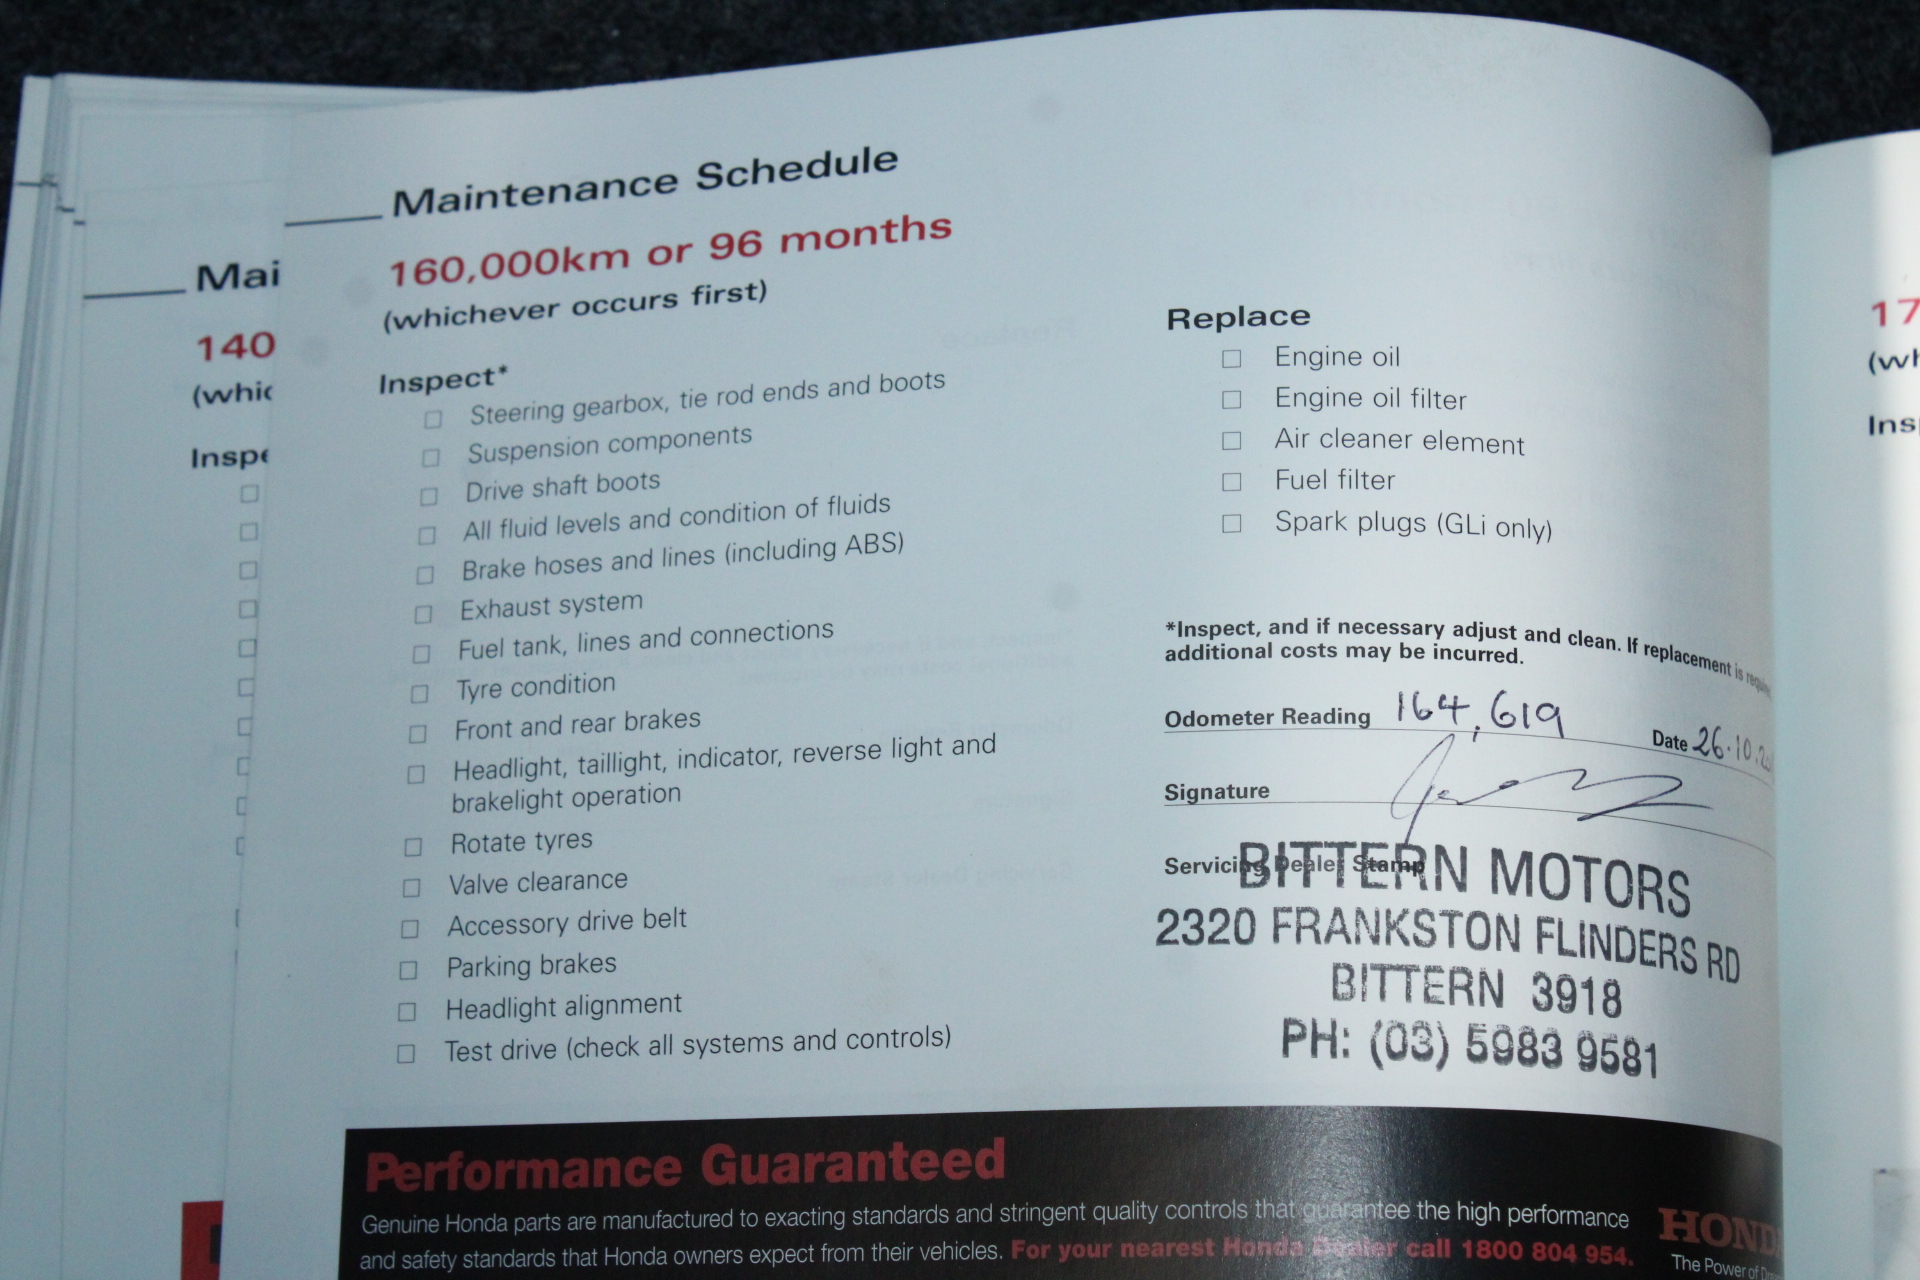 Maintenance Schedule
160,000km or 96 months
(whichever occurs first)
Inspect*
Steering gearbox, tie rod ends and boots
Suspension components
Drive shaft boots
All fluid levels and condition of fluids
Brake hoses and lines (including ABS)
Exhaust system
Fuel tank, lines and connections
Tyre condition
Front and rear brakes
Headlight, taillight, indicator, reverse light and
brakelight operation
Rotate tyres
Valve clearance
Accessory drive belt
Parking brakes
Headlight alignment
Test drive (check all systems and controls)
Replace
Engine oil
Engine oil filter
Air cleaner element
Fuel filter
Spark plugs (GLi only)
*Inspect, and if necessary adjust and clean. If replacement is
additional costs may be incurred.
Odometer Reading 164,619
Date 26.10.
Signature
Servicing Dealer Stamp
BITTERN MOTORS
2320 FRANKSTON FLINDERS RD
BITTERN 3918
PH: (03) 5983 9581
Performance Guaranteed
Genuine Honda parts are manufactured to exacting standards and stringent quality controls that guarantee the high performance
and safety standards that Honda owners expect from their vehicles. For your nearest Honda Dealer call 1800 804 954.
HONDA
The Power of
Mai
140
(whic
Inspe
17
(wh
Ins